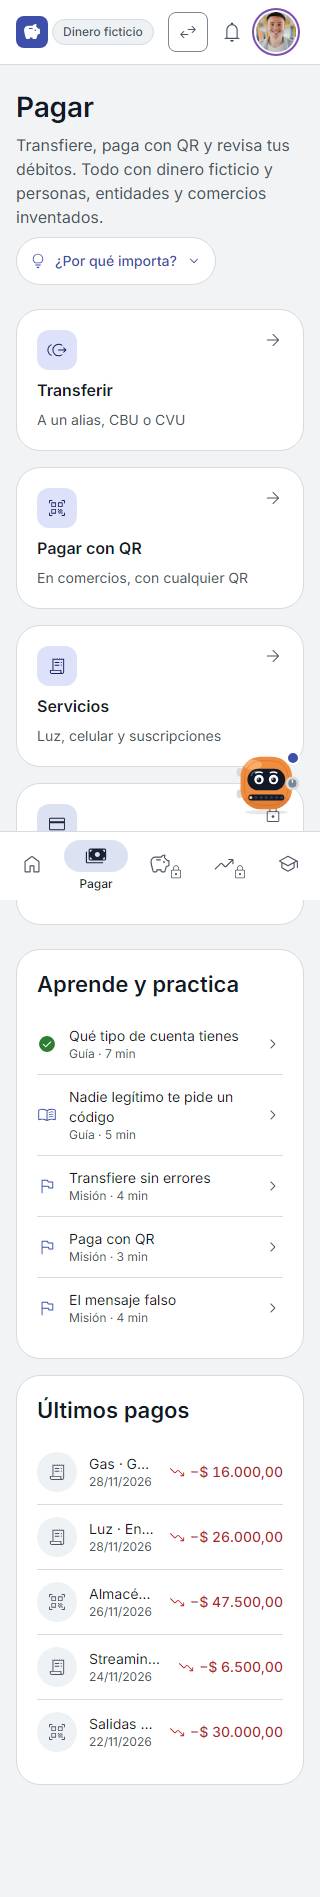 Dinero ficticio
Pagar
Transfiere, paga con QR y revisa tus
débitos. Todo con dinero ficticio y
personas, entidades y comercios
inventados.
¿Por qué importa?
Transferir
A un alias, CBU o CVU
Pagar con QR
En comercios, con cualquier QR
Servicios
Luz, celular y suscripciones
Pagar
Aprende y practica
Qué tipo de cuenta tienes
Guía · 7 min
Nadie legítimo te pide un
código
Guía · 5 min
Transfiere sin errores
Misión · 4 min
Paga con QR
Misión · 3 min
El mensaje falso
Misión · 4 min
Últimos pagos
Gas · G... −$ 16.000,00
28/11/2026
Luz · En... −$ 26.000,00
28/11/2026
Almacé... −$ 47.500,00
26/11/2026
Streamin... −$ 6.500,00
24/11/2026
Salidas ... −$ 30.000,00
22/11/2026